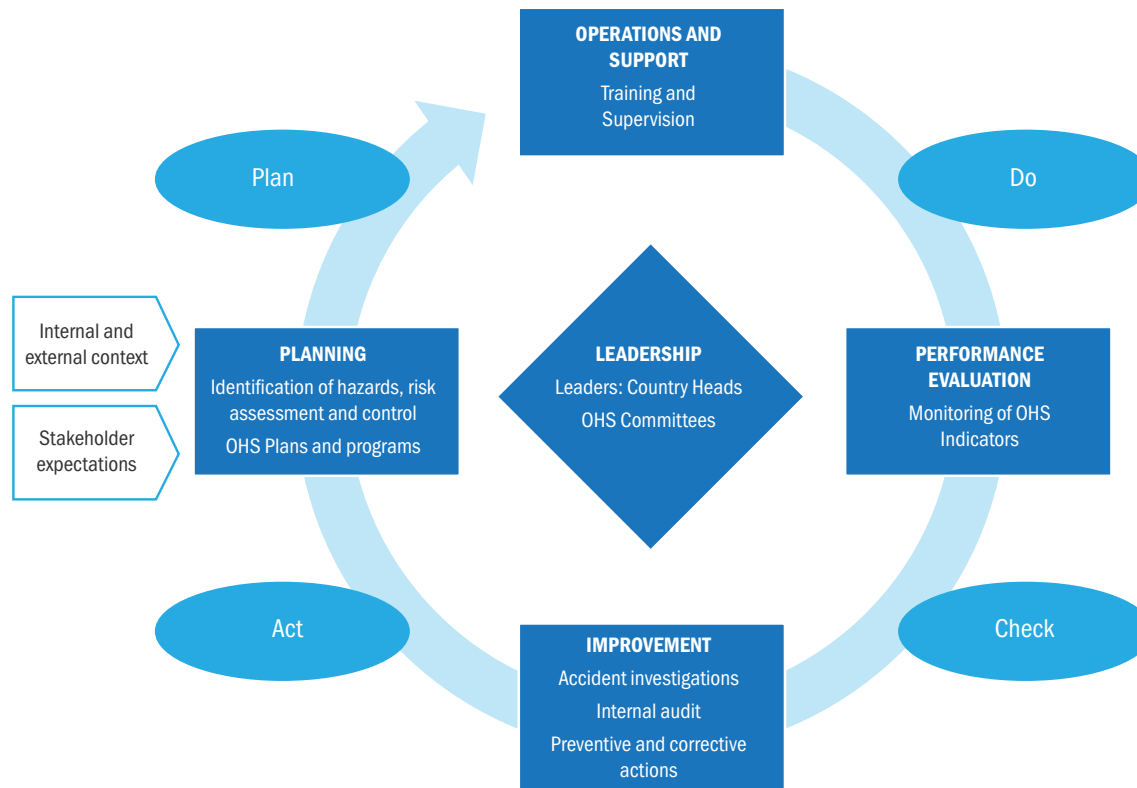 OPERATIONS AND
SUPPORT
Training and
Supervision
Plan
Do
Internal and
external context
Stakeholder
expectations
PLANNING
Identification of hazards, risk
assessment and control
OHS Plans and programs
LEADERSHIP
Leaders: Country Heads
OHS Committees
PERFORMANCE
EVALUATION
Monitoring of OHS
Indicators
Act
Check
IMPROVEMENT
Accident investigations
Internal audit
Preventive and corrective
actions